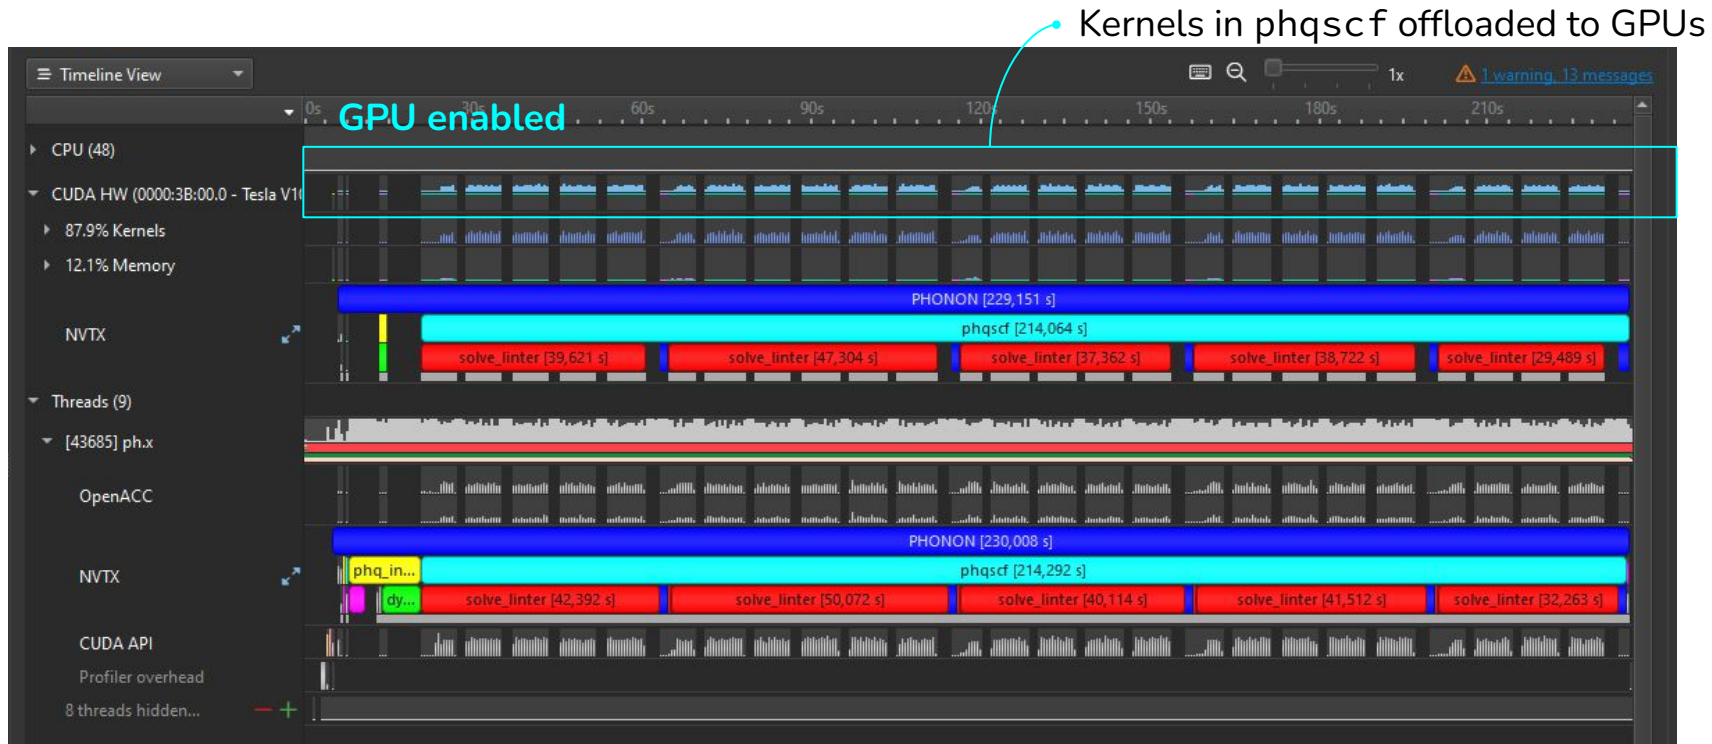 Kernels in phqscf offloaded to GPUs
Timeline View
1x
1 warning, 13 messages
0s 30s 60s 90s 120s 150s 180s 210s
GPU enabled
CPU (48)
CUDA HW (0000:3B:00.0 - Tesla V10
87.9% Kernels
12.1% Memory
PHONON [229,151 s]
NVTX
phqscf [214,064 s]
solve_linter [39,621 s] solve_linter [47,304 s] solve_linter [37,362 s] solve_linter [38,722 s] solve_linter [29,489 s]
Threads (9)
[43685] ph.x
OpenACC
PHONON [230,008 s]
NVTX
phq_in... phqscf [214,292 s]
dy... solve_linter [42,392 s] solve_linter [50,072 s] solve_linter [40,114 s] solve_linter [41,512 s] solve_linter [32,263 s]
CUDA API
Profiler overhead
8 threads hidden...